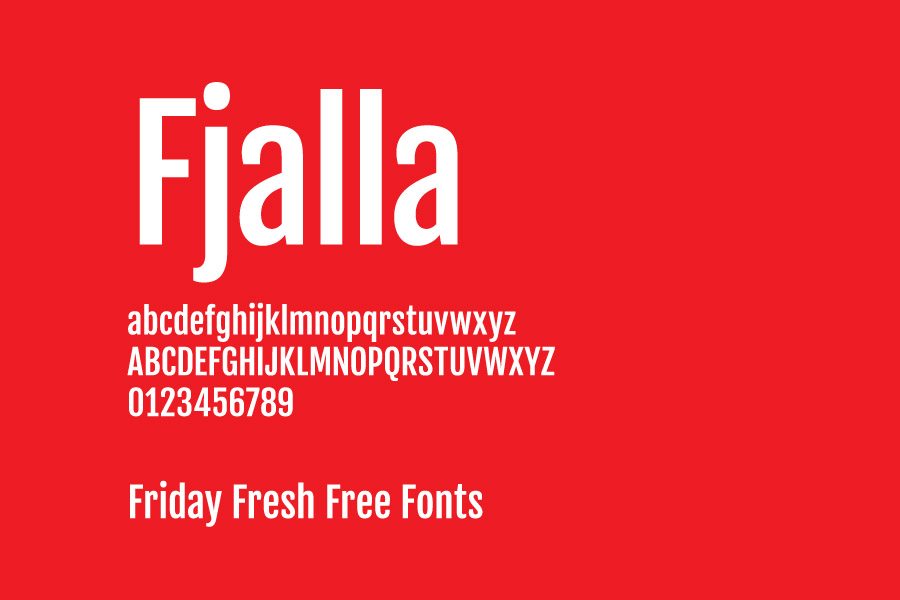 Fjalla
abcdefghijklmnopqrstuvwxyz
ABCDEFGHIJKLMNOPQRSTUVWXYZ
0123456789
Friday Fresh Free Fonts